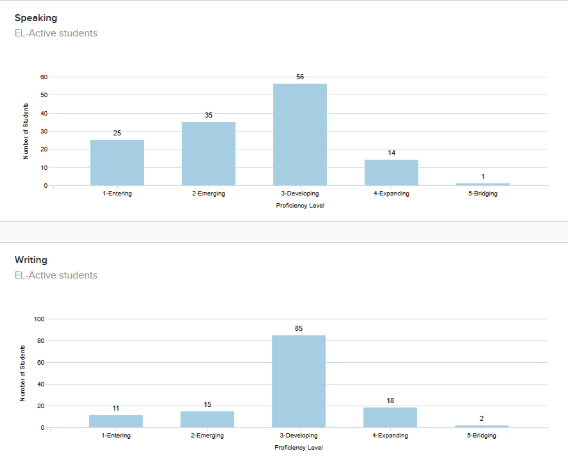 Speaking
EL-Active students
Number of Students
60
50
40
30
20
10
0
25
35
56
14
1
1-Entering
2-Emerging
3-Developing
4-Expanding
5-Bridging
Proficiency Level
Writing
EL-Active students
Number of Students
100
80
60
40
20
0
11
15
85
18
2
1-Entering
2-Emerging
3-Developing
4-Expanding
5-Bridging
Proficiency Level